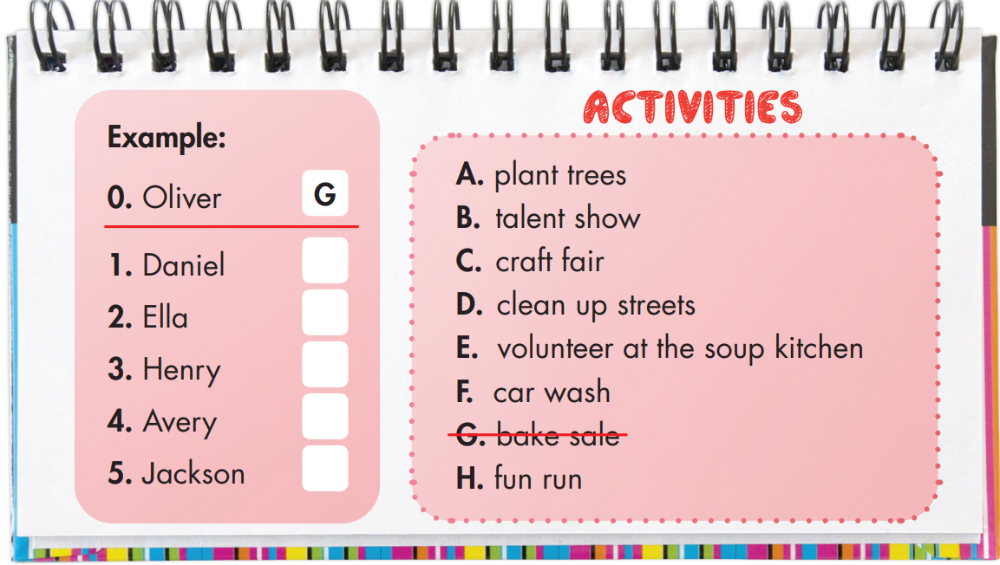 Example:
0. Oliver G
1. Daniel
2. Ella
3. Henry
4. Avery
5. Jackson
ACTIVITIES
A. plant trees
B. talent show
C. craft fair
D. clean up streets
E. volunteer at the soup kitchen
F. car wash
G. bake sale
H. fun run